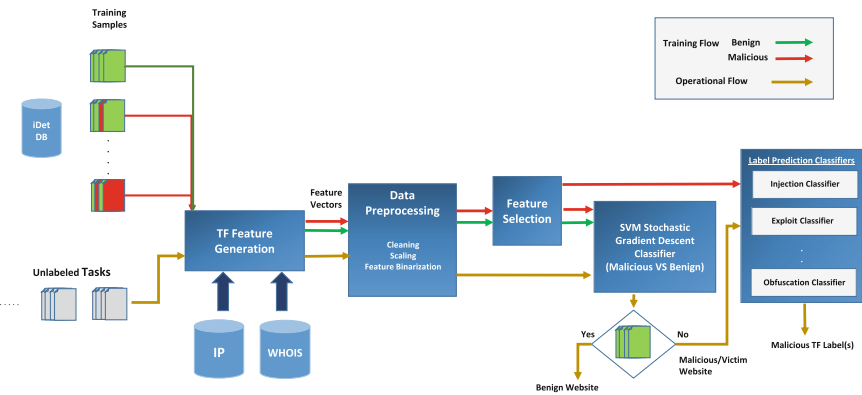 Training
Samples
iDet
DB
Training Flow Benign
Malicious
Operational Flow
Feature
Vectors
TF Feature
Generation
Data
Preprocessing
Cleaning
Scaling
Feature Binarization
Feature
Selection
SVM Stochastic
Gradient Descent
Classifier
(Malicious VS Benign)
Label Prediction Classifiers
Injection Classifier
Exploit Classifier
.
.
Obfuscation Classifier
Unlabeled Tasks
.....
IP
WHOIS
Yes
No
Malicious/Victim
Website
Benign Website
Malicious TF Label(s)